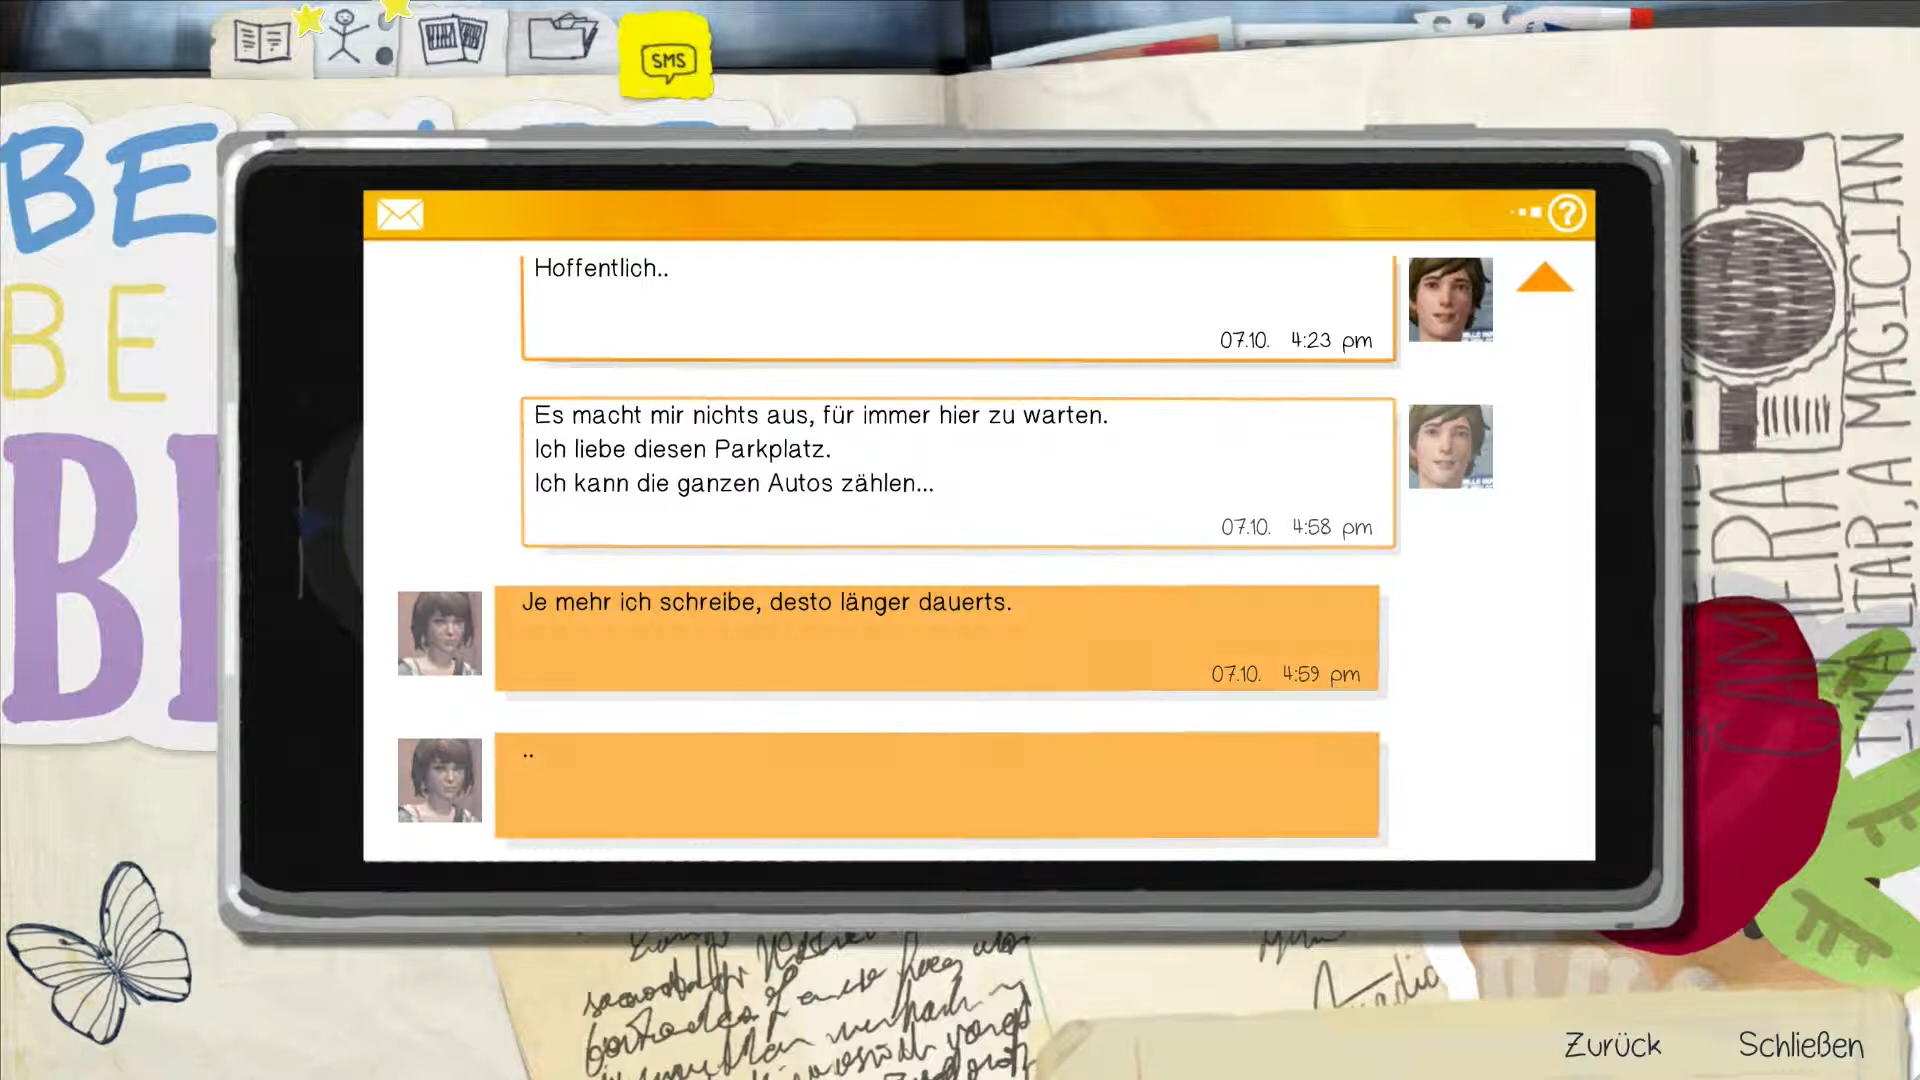 SMS
BE
BE
Hoffentlich..
07.10. 4:23 pm
Es macht mir nichts aus, für immer hier zu warten.
Ich liebe diesen Parkplatz.
Ich kann die ganzen Autos zählen...
07.10. 4:58 pm
Je mehr ich schreibe, desto länger dauerts.
07.10. 4:59 pm
..
I'M A LIAR, A MAGICIAN
CAMERA
Zurück
Schließen